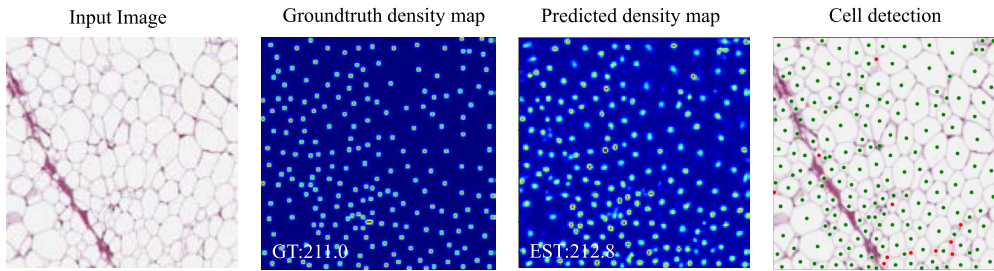 Input Image
Groundtruth density map
Predicted density map
Cell detection
GT:211.0
EST:212.8